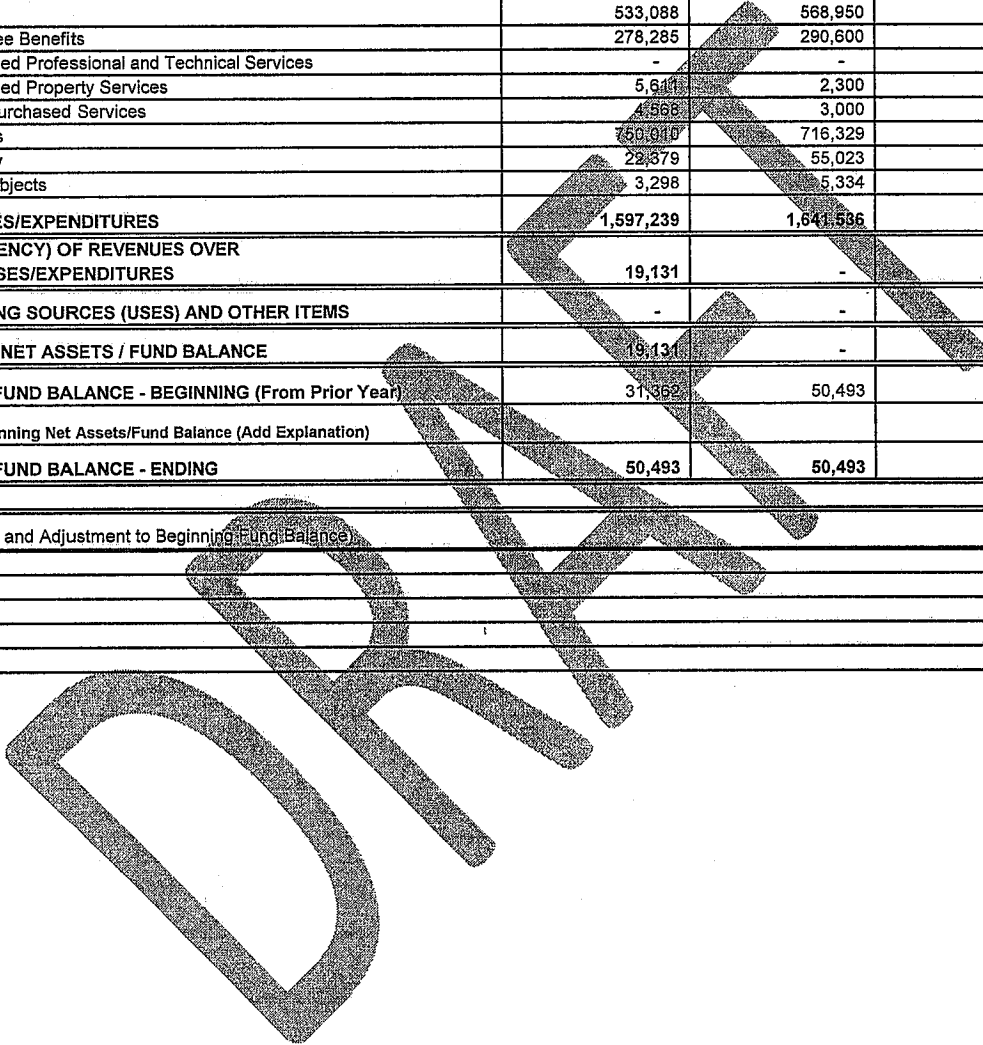 533,088 568,950
ee Benefits 278,285 290,600
ed Professional and Technical Services - -
ed Property Services 5,611 2,300
urchased Services 4,568 3,000
s 750,010 716,329
y 22,379 55,023
bjects 3,298 5,334
ES/EXPENDITURES 1,597,239 1,641,536
ENCY) OF REVENUES OVER
SES/EXPENDITURES 19,131 -
NG SOURCES (USES) AND OTHER ITEMS - -
NET ASSETS / FUND BALANCE 19,131 -
FUND BALANCE - BEGINNING (From Prior Year) 31,362 50,493
nning Net Assets/Fund Balance (Add Explanation)
FUND BALANCE - ENDING 50,493 50,493
and Adjustment to Beginning Fund Balance)
DRAFT